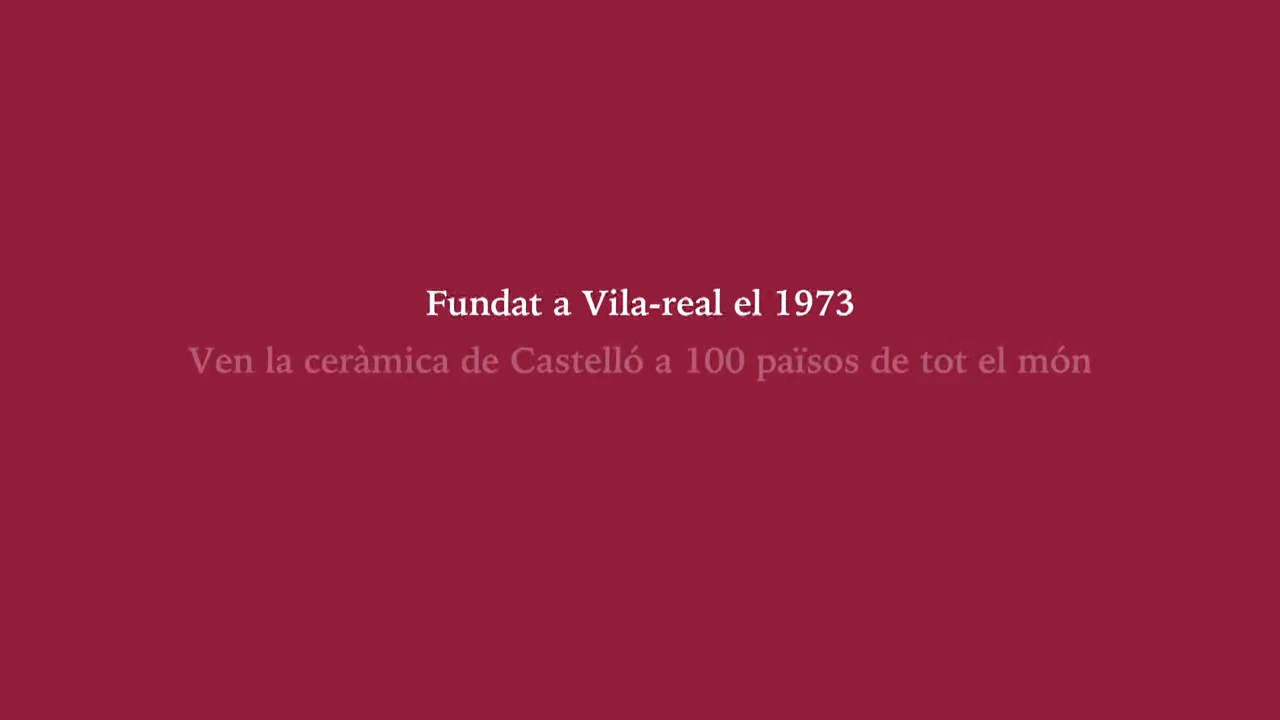 Fundat a Vila-real el 1973
Ven la ceràmica de Castelló a 100 països de tot el món